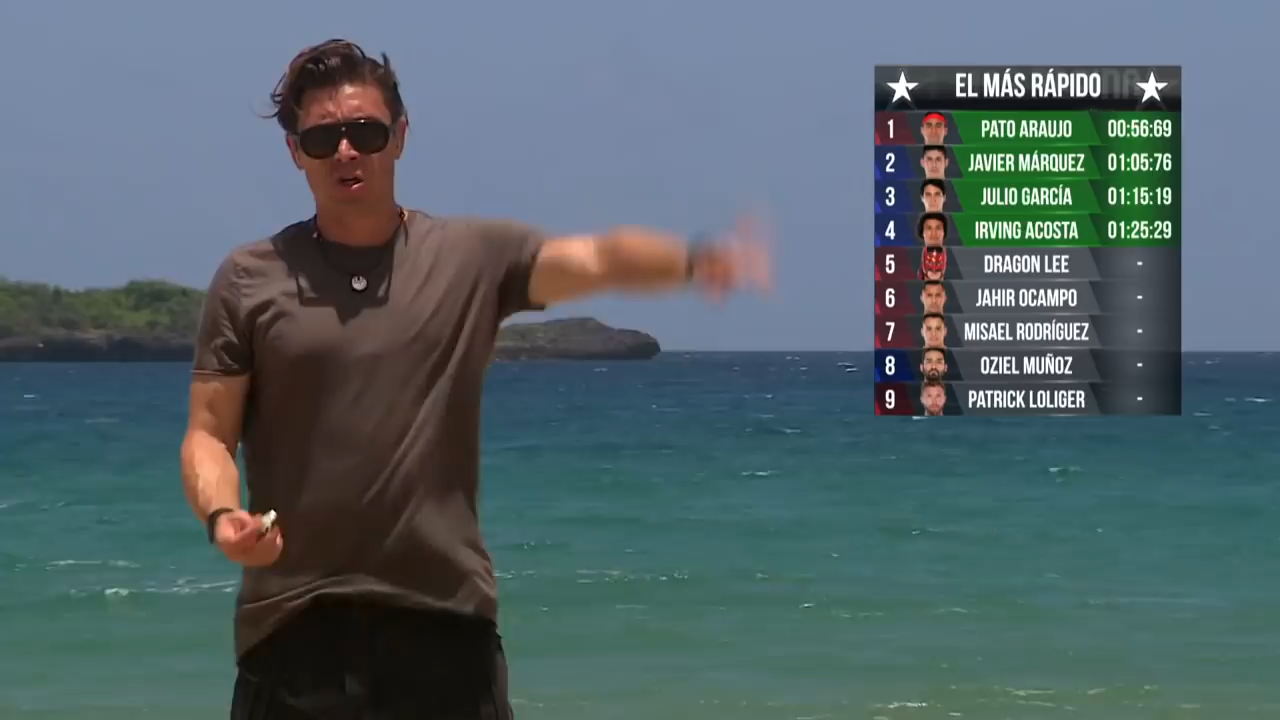 EL MÁS RÁPIDO
1 PATO ARAUJO 00:56:69
2 JAVIER MÁRQUEZ 01:05:76
3 JULIO GARCÍA 01:15:19
4 IRVING ACOSTA 01:25:29
5 DRAGON LEE -
6 JAHIR OCAMPO -
7 MISAEL RODRÍGUEZ -
8 OZIEL MUÑOZ -
9 PATRICK LOLIGER -